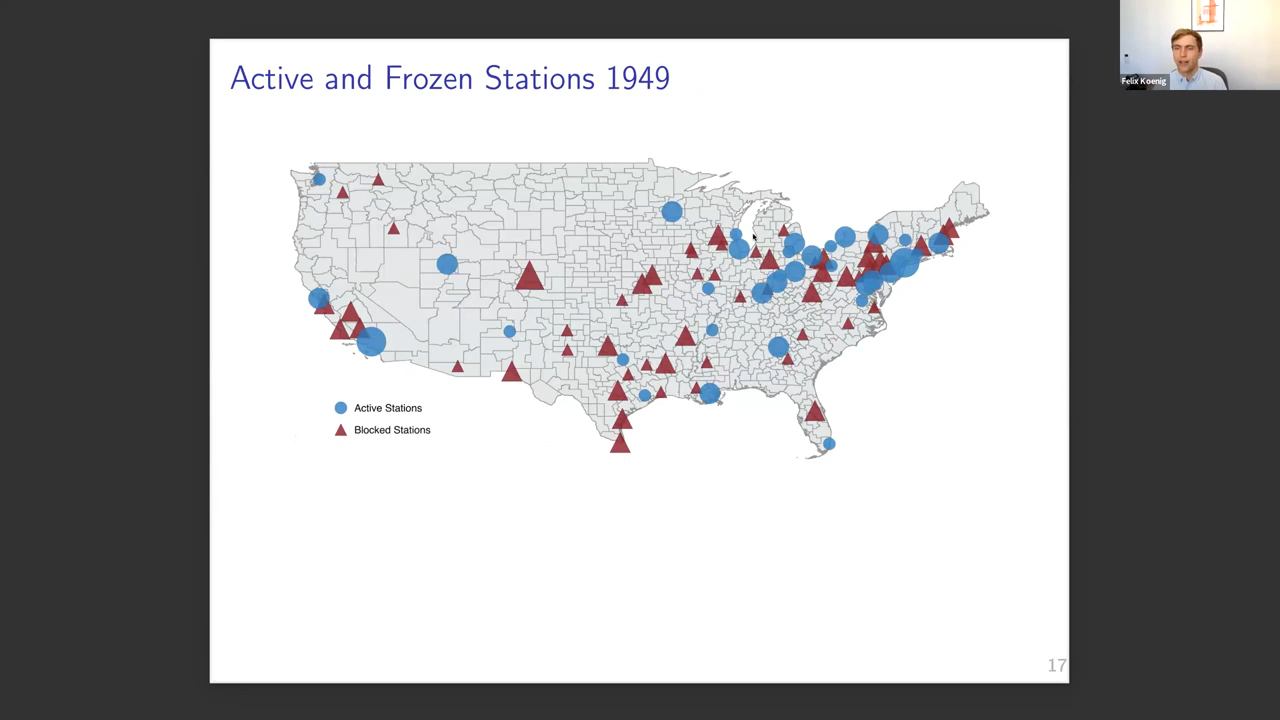 Active and Frozen Stations 1949
Felix Koenig
Active Stations
Blocked Stations
17